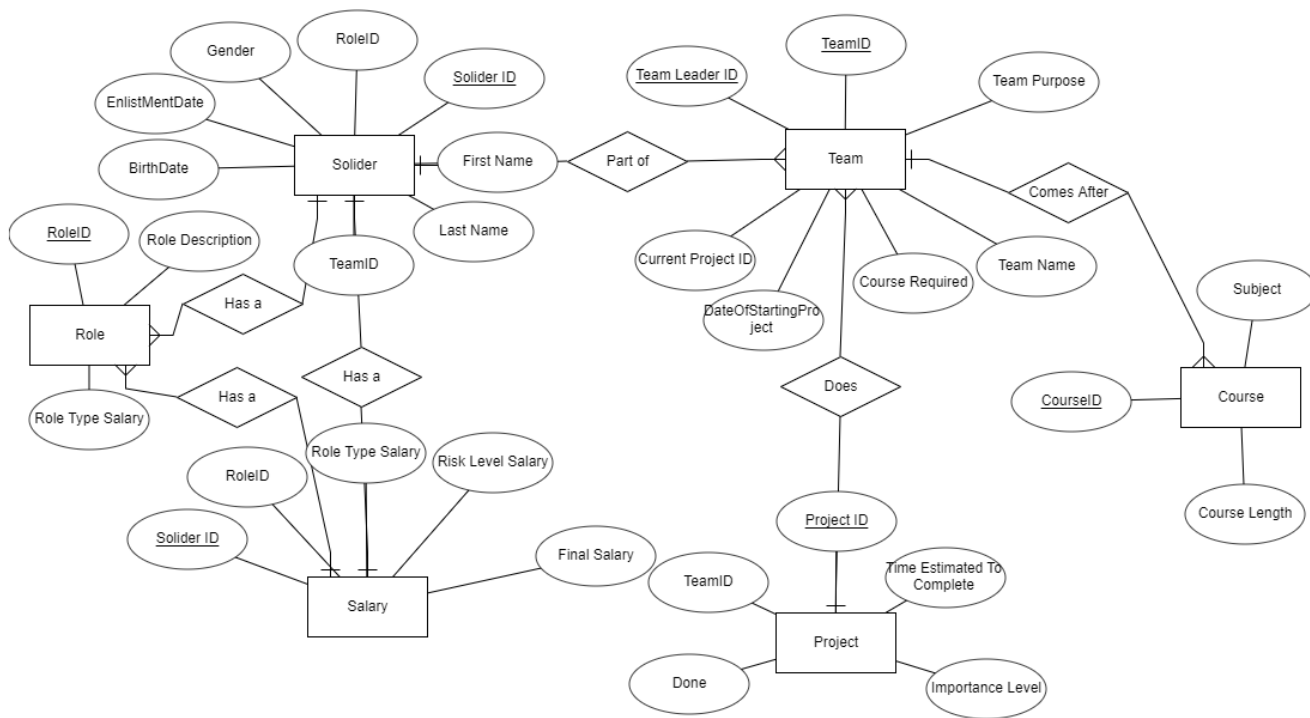 RoleID
TeamID
Gender
Solider ID
Team Leader ID
Team Purpose
EnlistMentDate
Solider
First Name
Part of
Team
BirthDate
Comes After
RoleID
Role Description
Last Name
TeamID
Current Project ID
Course Required
Team Name
Subject
Has a
DateOfStartingPro
ject
Role
Has a
Has a
Does
CourseID
Course
Role Type Salary
Role Type Salary
Risk Level Salary
RoleID
Course Length
Project ID
Solider ID
Final Salary
TeamID
Time Estimated To
Complete
Salary
Project
Done
Importance Level